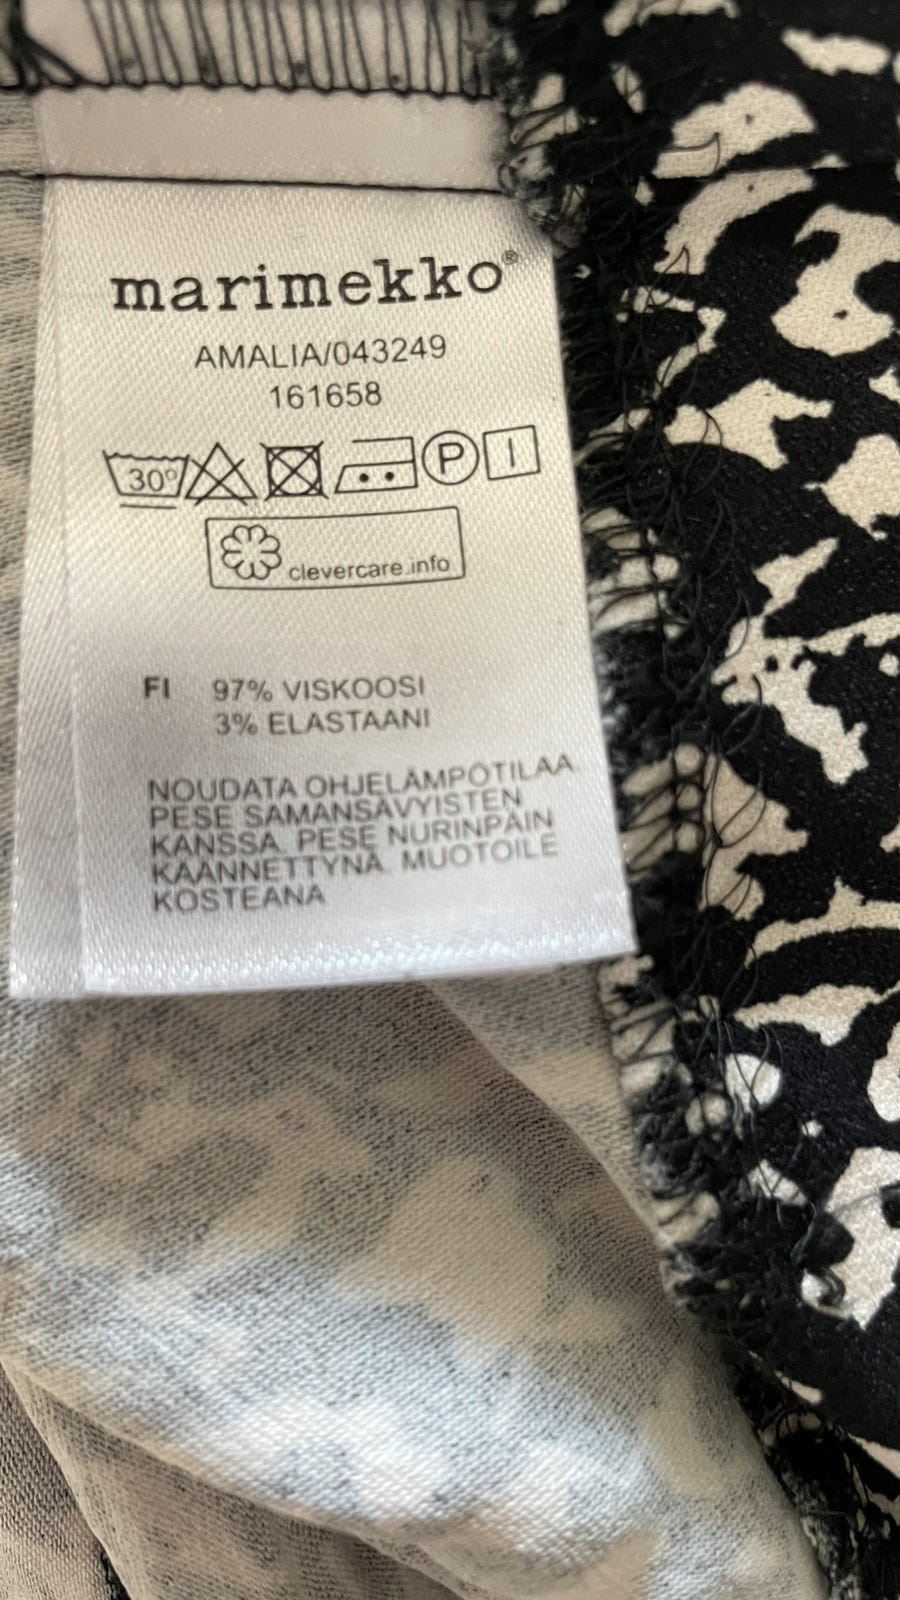 marimekko®
AMALIA/043249
161658
30° P I
clevercare.info
FI 97% VISKOOSI
3% ELASTAANI
NOUDATA OHJELÄMPÖTILAA.
PESE SAMANSÄVYISTEN
KANSSA. PESE NURINPÄIN
KÄÄNNETTYNÄ. MUOTOILE
KOSTEANA